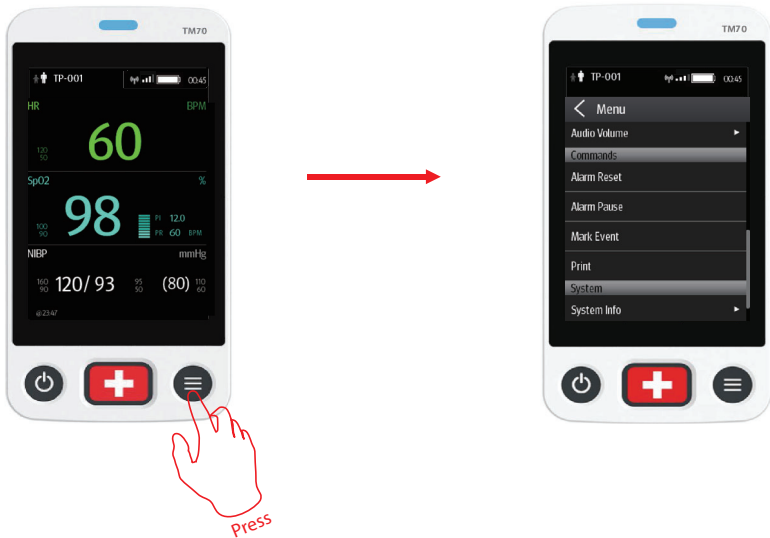 TM70
TP-001 00:45
HR BPM
120
50
60
SpO2 %
100
90
98
PI 12.0
PR 60 BPM
NIBP mmHg
160
90
120/ 93
95
50
(80)
110
60
@23:47
Press
TM70
TP-001 00:45
Menu
Audio Volume
Commands
Alarm Reset
Alarm Pause
Mark Event
Print
System
System Info